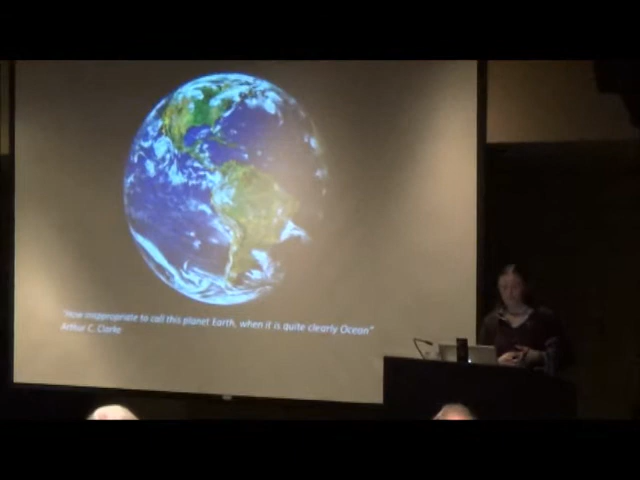 "How inappropriate to call this planet Earth, when it is quite clearly Ocean"
Arthur C. Clarke